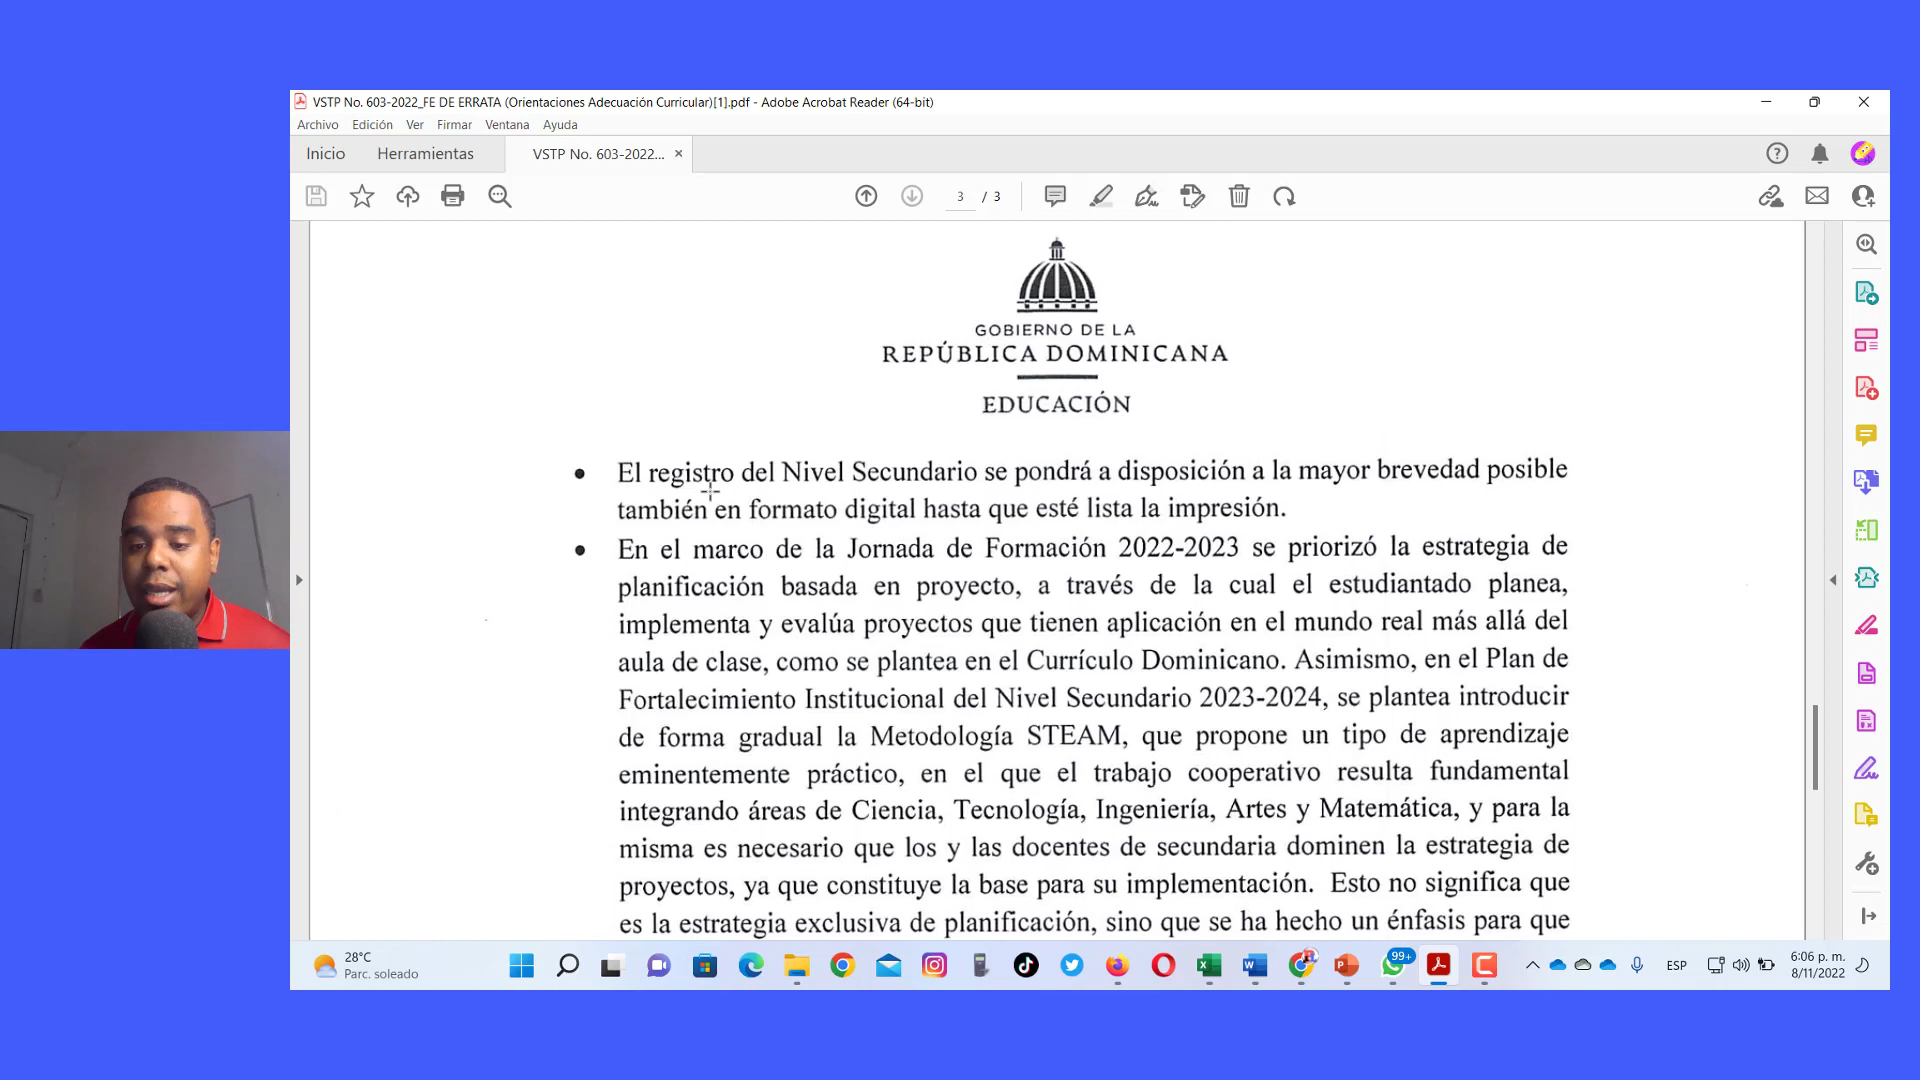 VSTP No. 603-2022_FE DE ERRATA (Orientaciones Adecuación Curricular)[1].pdf - Adobe Acrobat Reader (64-bit)
Archivo Edición Ver Firmar Ventana Ayuda
Inicio Herramientas VSTP No. 603-2022...
3 / 3
GOBIERNO DE LA
REPÚBLICA DOMINICANA
EDUCACIÓN
• El registro del Nivel Secundario se pondrá a disposición a la mayor brevedad posible
también en formato digital hasta que esté lista la impresión.
• En el marco de la Jornada de Formación 2022-2023 se priorizó la estrategia de
planificación basada en proyecto, a través de la cual el estudiantado planea,
implementa y evalúa proyectos que tienen aplicación en el mundo real más allá del
aula de clase, como se plantea en el Currículo Dominicano. Asimismo, en el Plan de
Fortalecimiento Institucional del Nivel Secundario 2023-2024, se plantea introducir
de forma gradual la Metodología STEAM, que propone un tipo de aprendizaje
eminentemente práctico, en el que el trabajo cooperativo resulta fundamental
integrando áreas de Ciencia, Tecnología, Ingeniería, Artes y Matemática, y para la
misma es necesario que los y las docentes de secundaria dominen la estrategia de
proyectos, ya que constituye la base para su implementación. Esto no significa que
es la estrategia exclusiva de planificación, sino que se ha hecho un énfasis para que
28°C
Parc. soleado
99+
ESP
6:06 p. m.
8/11/2022